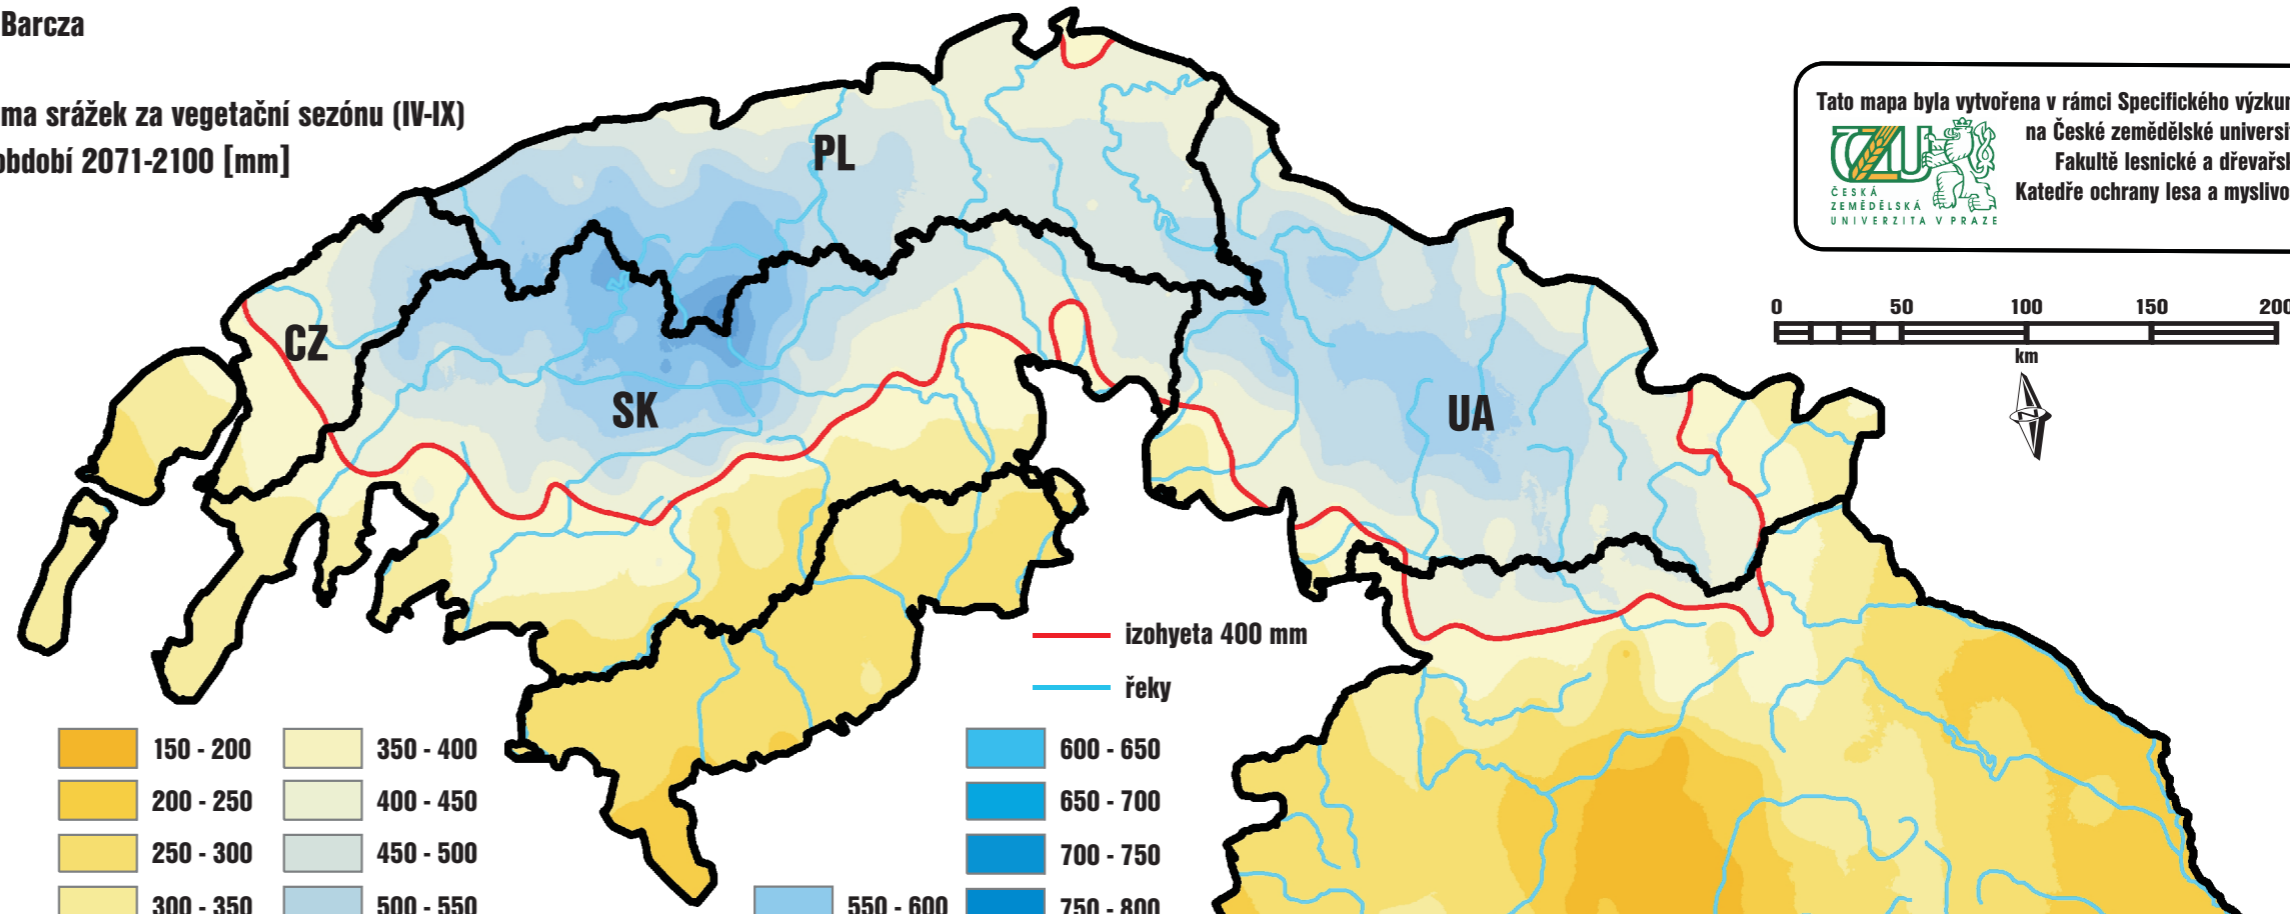 Barcza
ma srážek za vegetační sezónu (IV-IX)
období 2071-2100 [mm]
Tato mapa byla vytvořena v rámci Specifického výzkum
na České zemědělské universit
Fakultě lesnické a dřevařsk
Katedře ochrany lesa a myslivo
CZU
ČESKÁ
ZEMĚDĚLSKÁ
UNIVERZITA V PRAZE
0 50 100 150 200
km
N
PL
CZ
SK
UA
izohyeta 400 mm
řeky
150 - 200
200 - 250
250 - 300
300 - 350
350 - 400
400 - 450
450 - 500
500 - 550
550 - 600
600 - 650
650 - 700
700 - 750
750 - 800